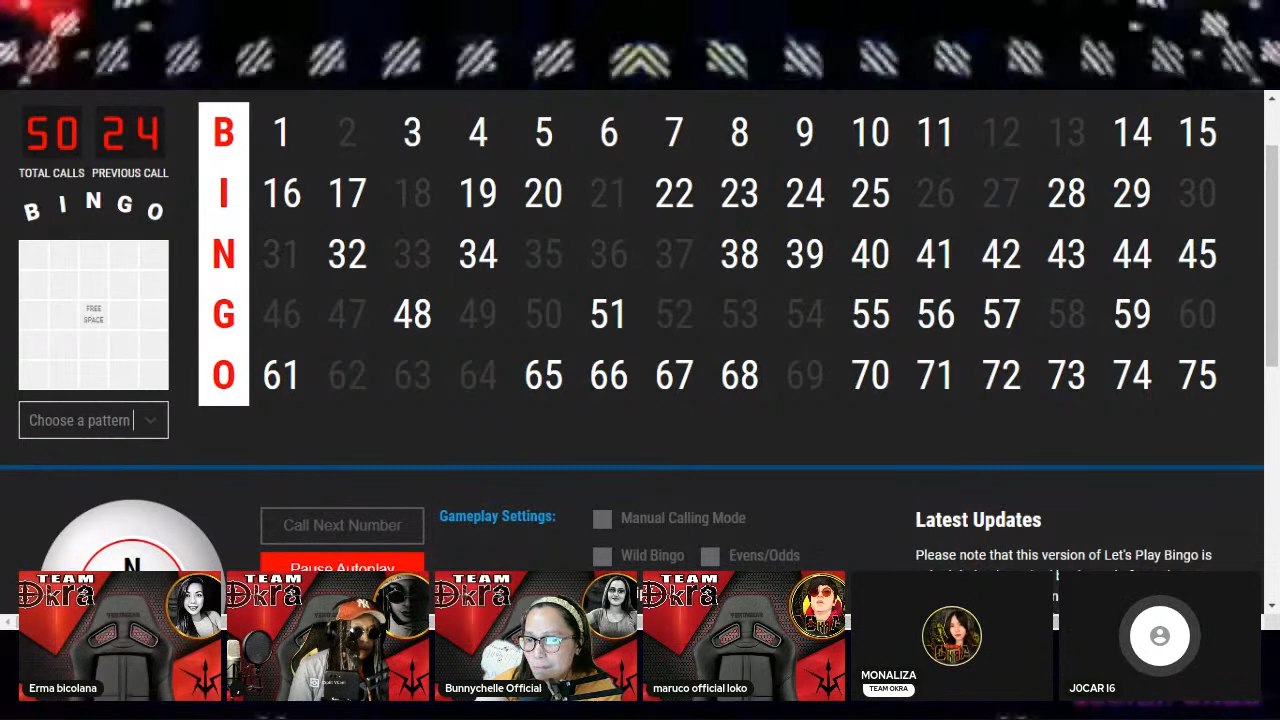 50 24
TOTAL CALLS PREVIOUS CALL
B I N G O
FREE
SPACE
Choose a pattern
B 1 2 3 4 5 6 7 8 9 10 11 12 13 14 15
I 16 17 18 19 20 21 22 23 24 25 26 27 28 29 30
N 31 32 33 34 35 36 37 38 39 40 41 42 43 44 45
G 46 47 48 49 50 51 52 53 54 55 56 57 58 59 60
O 61 62 63 64 65 66 67 68 69 70 71 72 73 74 75
N
Call Next Number
Pause Autoplay
Gameplay Settings:
Manual Calling Mode
Wild Bingo Evens/Odds
Latest Updates
Please note that this version of Let's Play Bingo is
TEAM
Okra
Erma bicolana
TEAM
Okra
TEAM
Okra
Bunnychelle Official
TEAM
Okra
maruco official loko
MONALIZA
TEAM OKRA
J0CAR I6